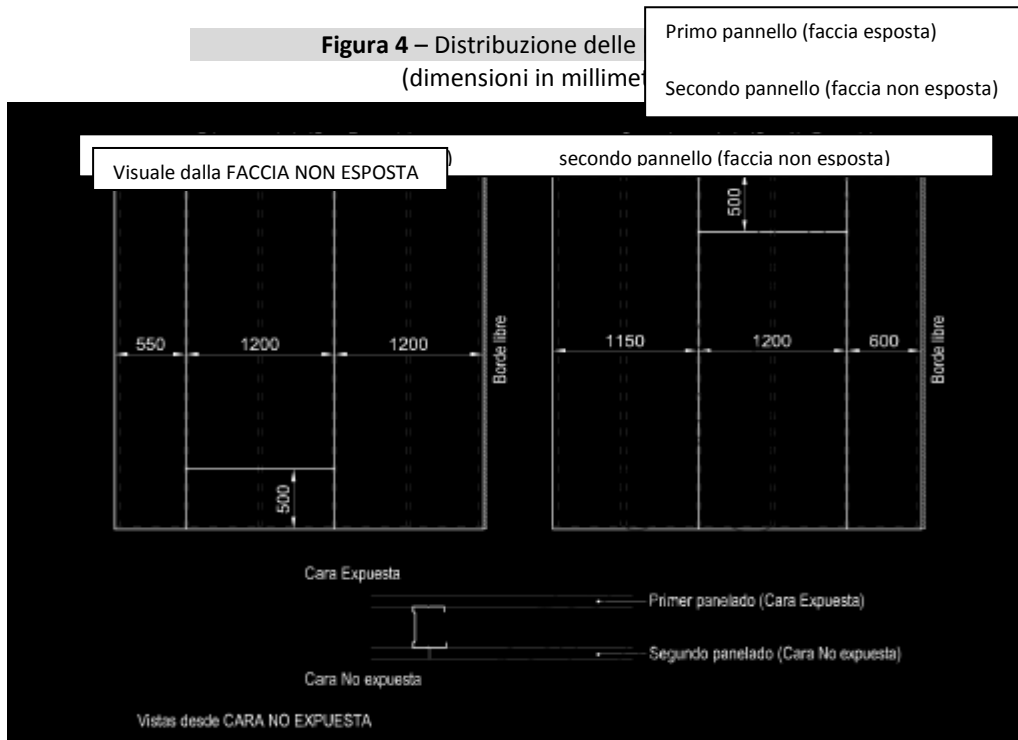 Figura 4 – Distribuzione delle
(dimensioni in millimet
Primo pannello (faccia esposta)
Secondo pannello (faccia non esposta)
Visuale dalla FACCIA NON ESPOSTA
secondo pannello (faccia non esposta)
500
550 1200 1200
Borde libre
1150 1200 600
Borde libre
500
Cara Expuesta
Primer panelado (Cara Expuesta)
Segundo panelado (Cara No expuesta)
Cara No expuesta
Vistas desde CARA NO EXPUESTA